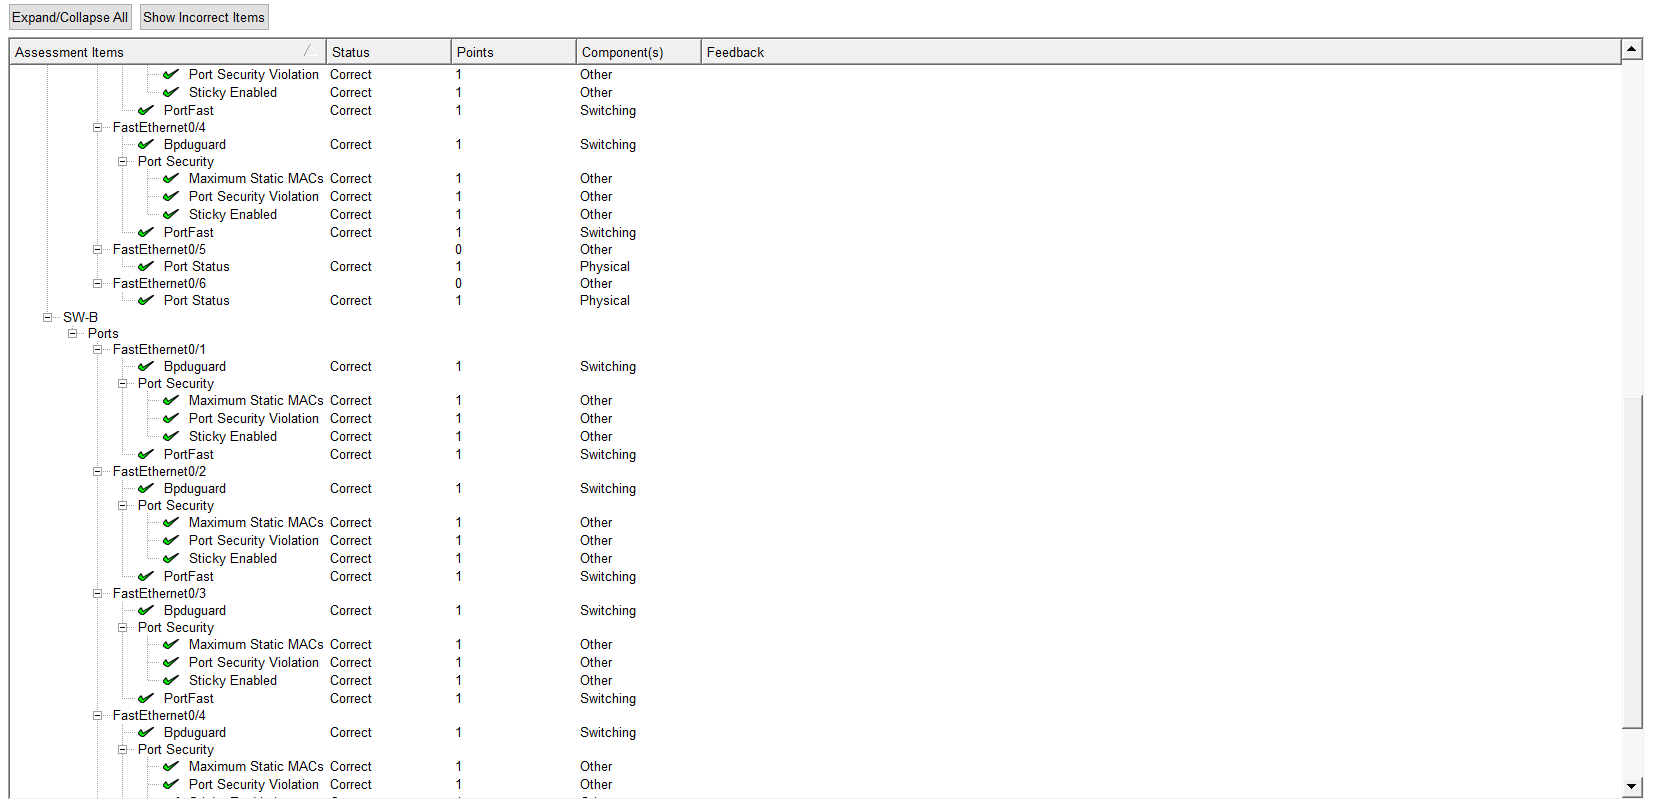 Expand/Collapse All Show Incorrect Items
Assessment Items Status Points Component(s) Feedback
Port Security Violation Correct 1 Other
Sticky Enabled Correct 1 Other
PortFast Correct 1 Switching
FastEthernet0/4
Bpduguard Correct 1 Switching
Port Security
Maximum Static MACs Correct 1 Other
Port Security Violation Correct 1 Other
Sticky Enabled Correct 1 Other
PortFast Correct 1 Switching
FastEthernet0/5 0 Other
Port Status Correct 1 Physical
FastEthernet0/6 0 Other
Port Status Correct 1 Physical
SW-B
Ports
FastEthernet0/1
Bpduguard Correct 1 Switching
Port Security
Maximum Static MACs Correct 1 Other
Port Security Violation Correct 1 Other
Sticky Enabled Correct 1 Other
PortFast Correct 1 Switching
FastEthernet0/2
Bpduguard Correct 1 Switching
Port Security
Maximum Static MACs Correct 1 Other
Port Security Violation Correct 1 Other
Sticky Enabled Correct 1 Other
PortFast Correct 1 Switching
FastEthernet0/3
Bpduguard Correct 1 Switching
Port Security
Maximum Static MACs Correct 1 Other
Port Security Violation Correct 1 Other
Sticky Enabled Correct 1 Other
PortFast Correct 1 Switching
FastEthernet0/4
Bpduguard Correct 1 Switching
Port Security
Maximum Static MACs Correct 1 Other
Port Security Violation Correct 1 Other